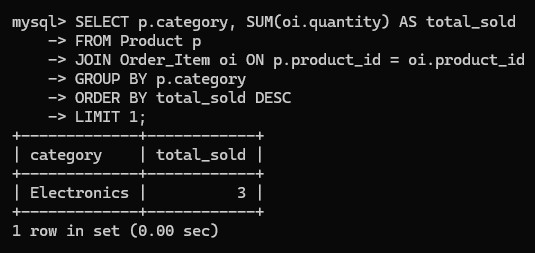 mysql> SELECT p.category, SUM(oi.quantity) AS total_sold
    -> FROM Product p
    -> JOIN Order_Item oi ON p.product_id = oi.product_id
    -> GROUP BY p.category
    -> ORDER BY total_sold DESC
    -> LIMIT 1;
+-------------+------------+
| category    | total_sold |
+-------------+------------+
| Electronics |          3 |
+-------------+------------+
1 row in set (0.00 sec)